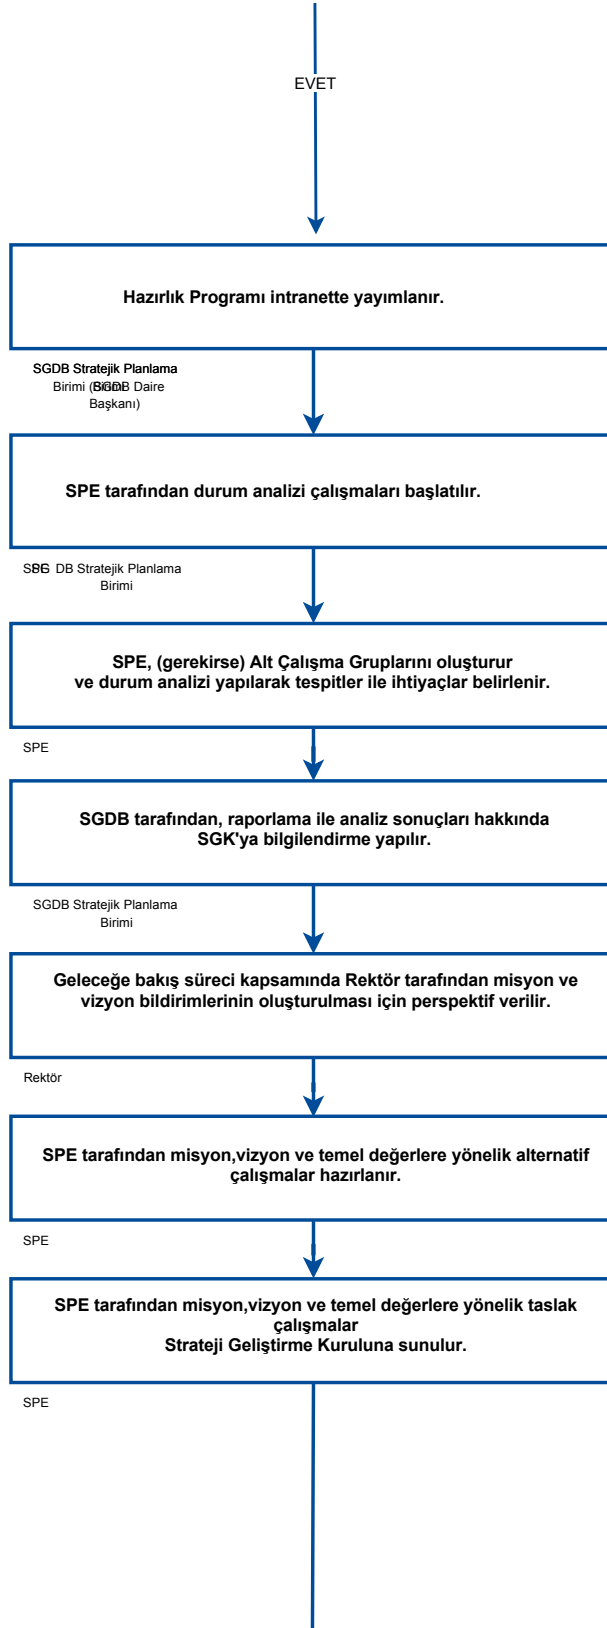 EVET
Hazırlık Programı intranette yayımlanır.
SGDB Stratejik Planlama
Birimi (SGDB Daire
Başkanı)
SPE tarafından durum analizi çalışmaları başlatılır.
DB Stratejik Planlama
Birimi
SPE, (gerekirse) Alt Çalışma Gruplarını oluşturur
ve durum analizi yapılarak tespitler ile ihtiyaçlar belirlenir.
SPE
SGDB tarafından, raporlama ile analiz sonuçları hakkında
SGK'ya bilgilendirme yapılır.
SGDB Stratejik Planlama
Birimi
Geleceğe bakış süreci kapsamında Rektör tarafından misyon ve
vizyon bildirimlerinin oluşturulması için perspektif verilir.
Rektör
SPE tarafından misyon,vizyon ve temel değerlere yönelik alternatif
çalışmalar hazırlanır.
SPE
SPE tarafından misyon,vizyon ve temel değerlere yönelik taslak
çalışmalar
Strateji Geliştirme Kuruluna sunulur.
SPE